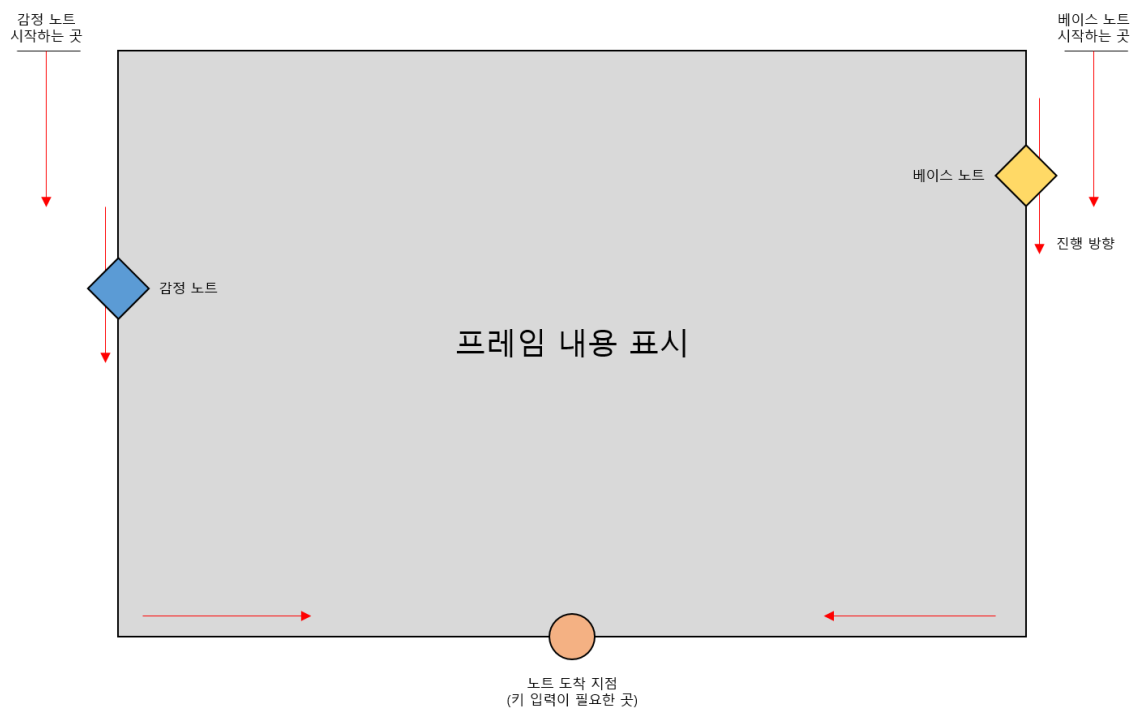 감정 노트
시작하는 곳
베이스 노트
시작하는 곳
베이스 노트
진행 방향
감정 노트
프레임 내용 표시
노트 도착 지점
(키 입력이 필요한 곳)